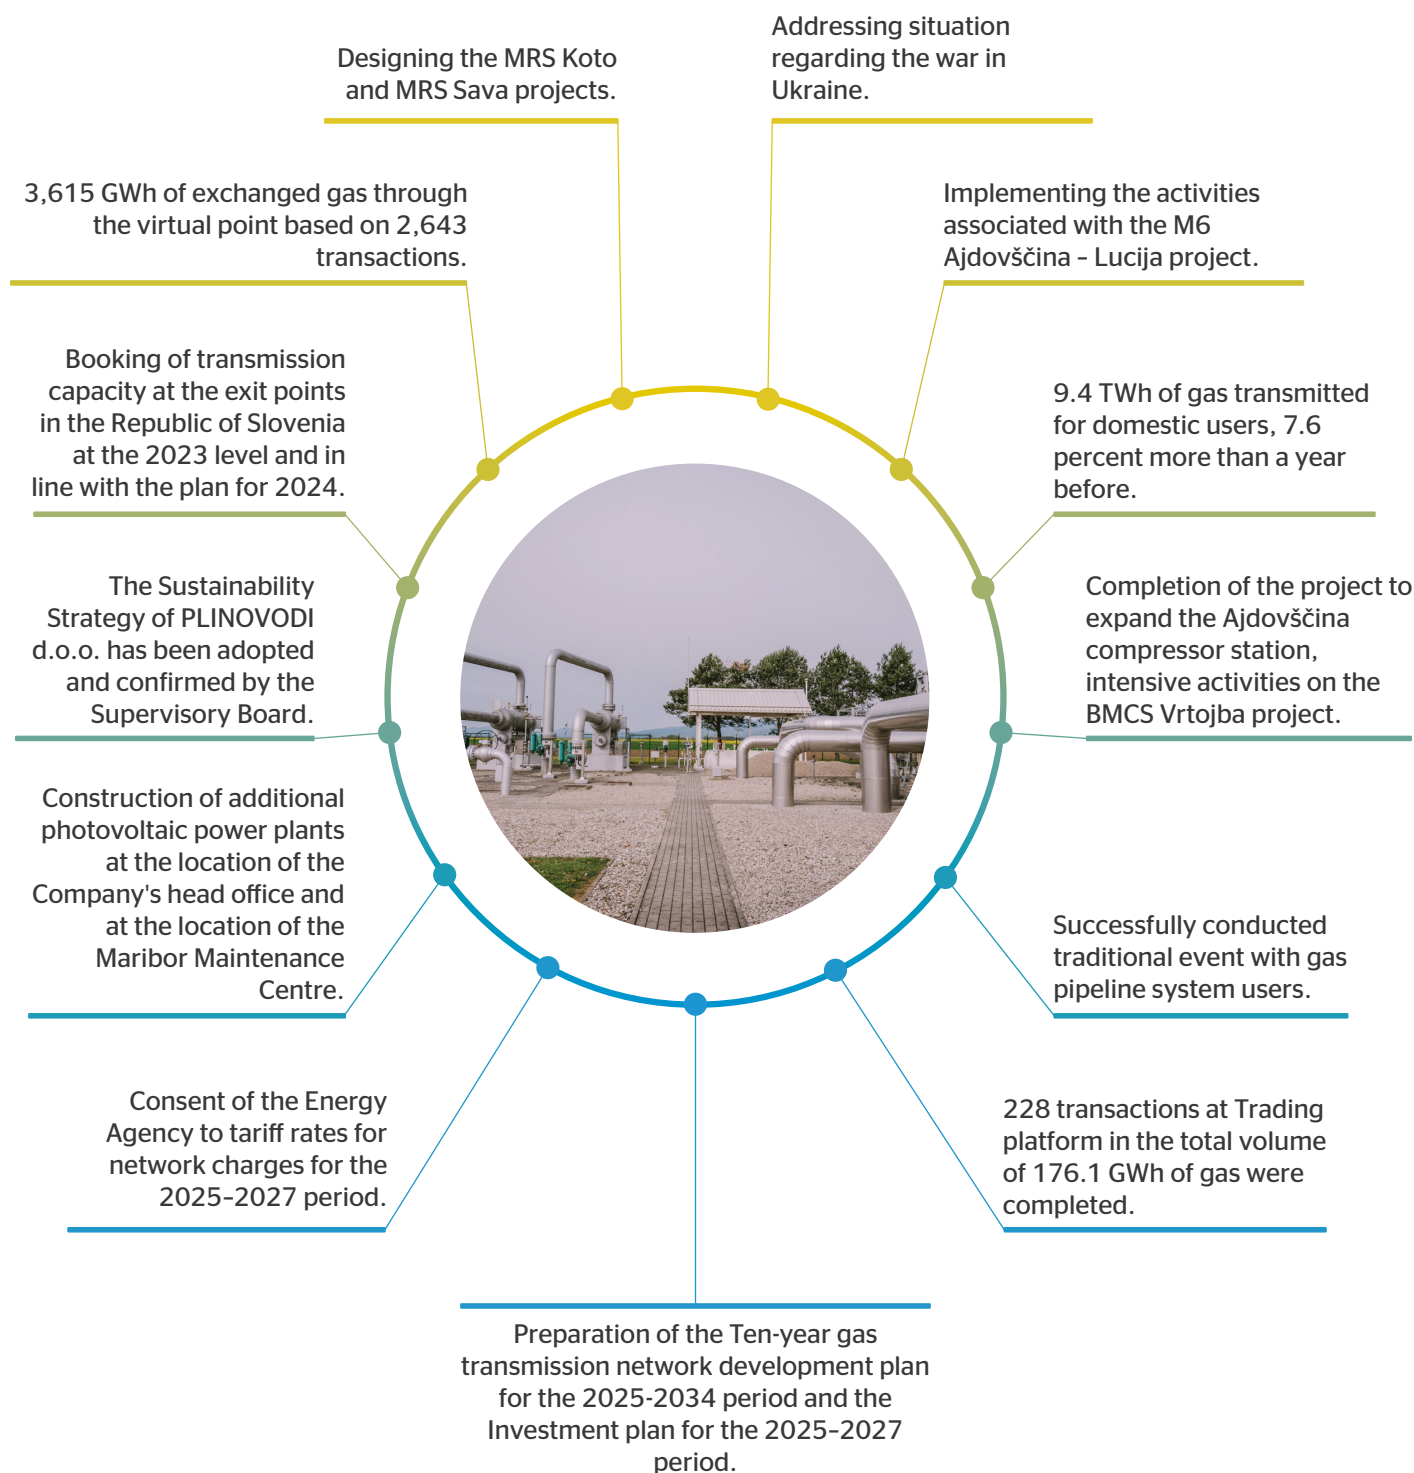 Designing the MRS Koto
and MRS Sava projects.
Addressing situation
regarding the war in
Ukraine.
3,615 GWh of exchanged gas through
the virtual point based on 2,643
transactions.
Implementing the activities
associated with the M6
Ajdovščina – Lucija project.
Booking of transmission
capacity at the exit points
in the Republic of Slovenia
at the 2023 level and in
line with the plan for 2024.
9.4 TWh of gas transmitted
for domestic users, 7.6
percent more than a year
before.
The Sustainability
Strategy of PLINOVODI
d.o.o. has been adopted
and confirmed by the
Supervisory Board.
Completion of the project to
expand the Ajdovščina
compressor station,
intensive activities on the
BMCS Vrtojba project.
Construction of additional
photovoltaic power plants
at the location of the
Company's head office and
at the location of the
Maribor Maintenance
Centre.
Successfully conducted
traditional event with gas
pipeline system users.
Consent of the Energy
Agency to tariff rates for
network charges for the
2025–2027 period.
228 transactions at Trading
platform in the total volume
of 176.1 GWh of gas were
completed.
Preparation of the Ten-year gas
transmission network development plan
for the 2025-2034 period and the
Investment plan for the 2025–2027
period.